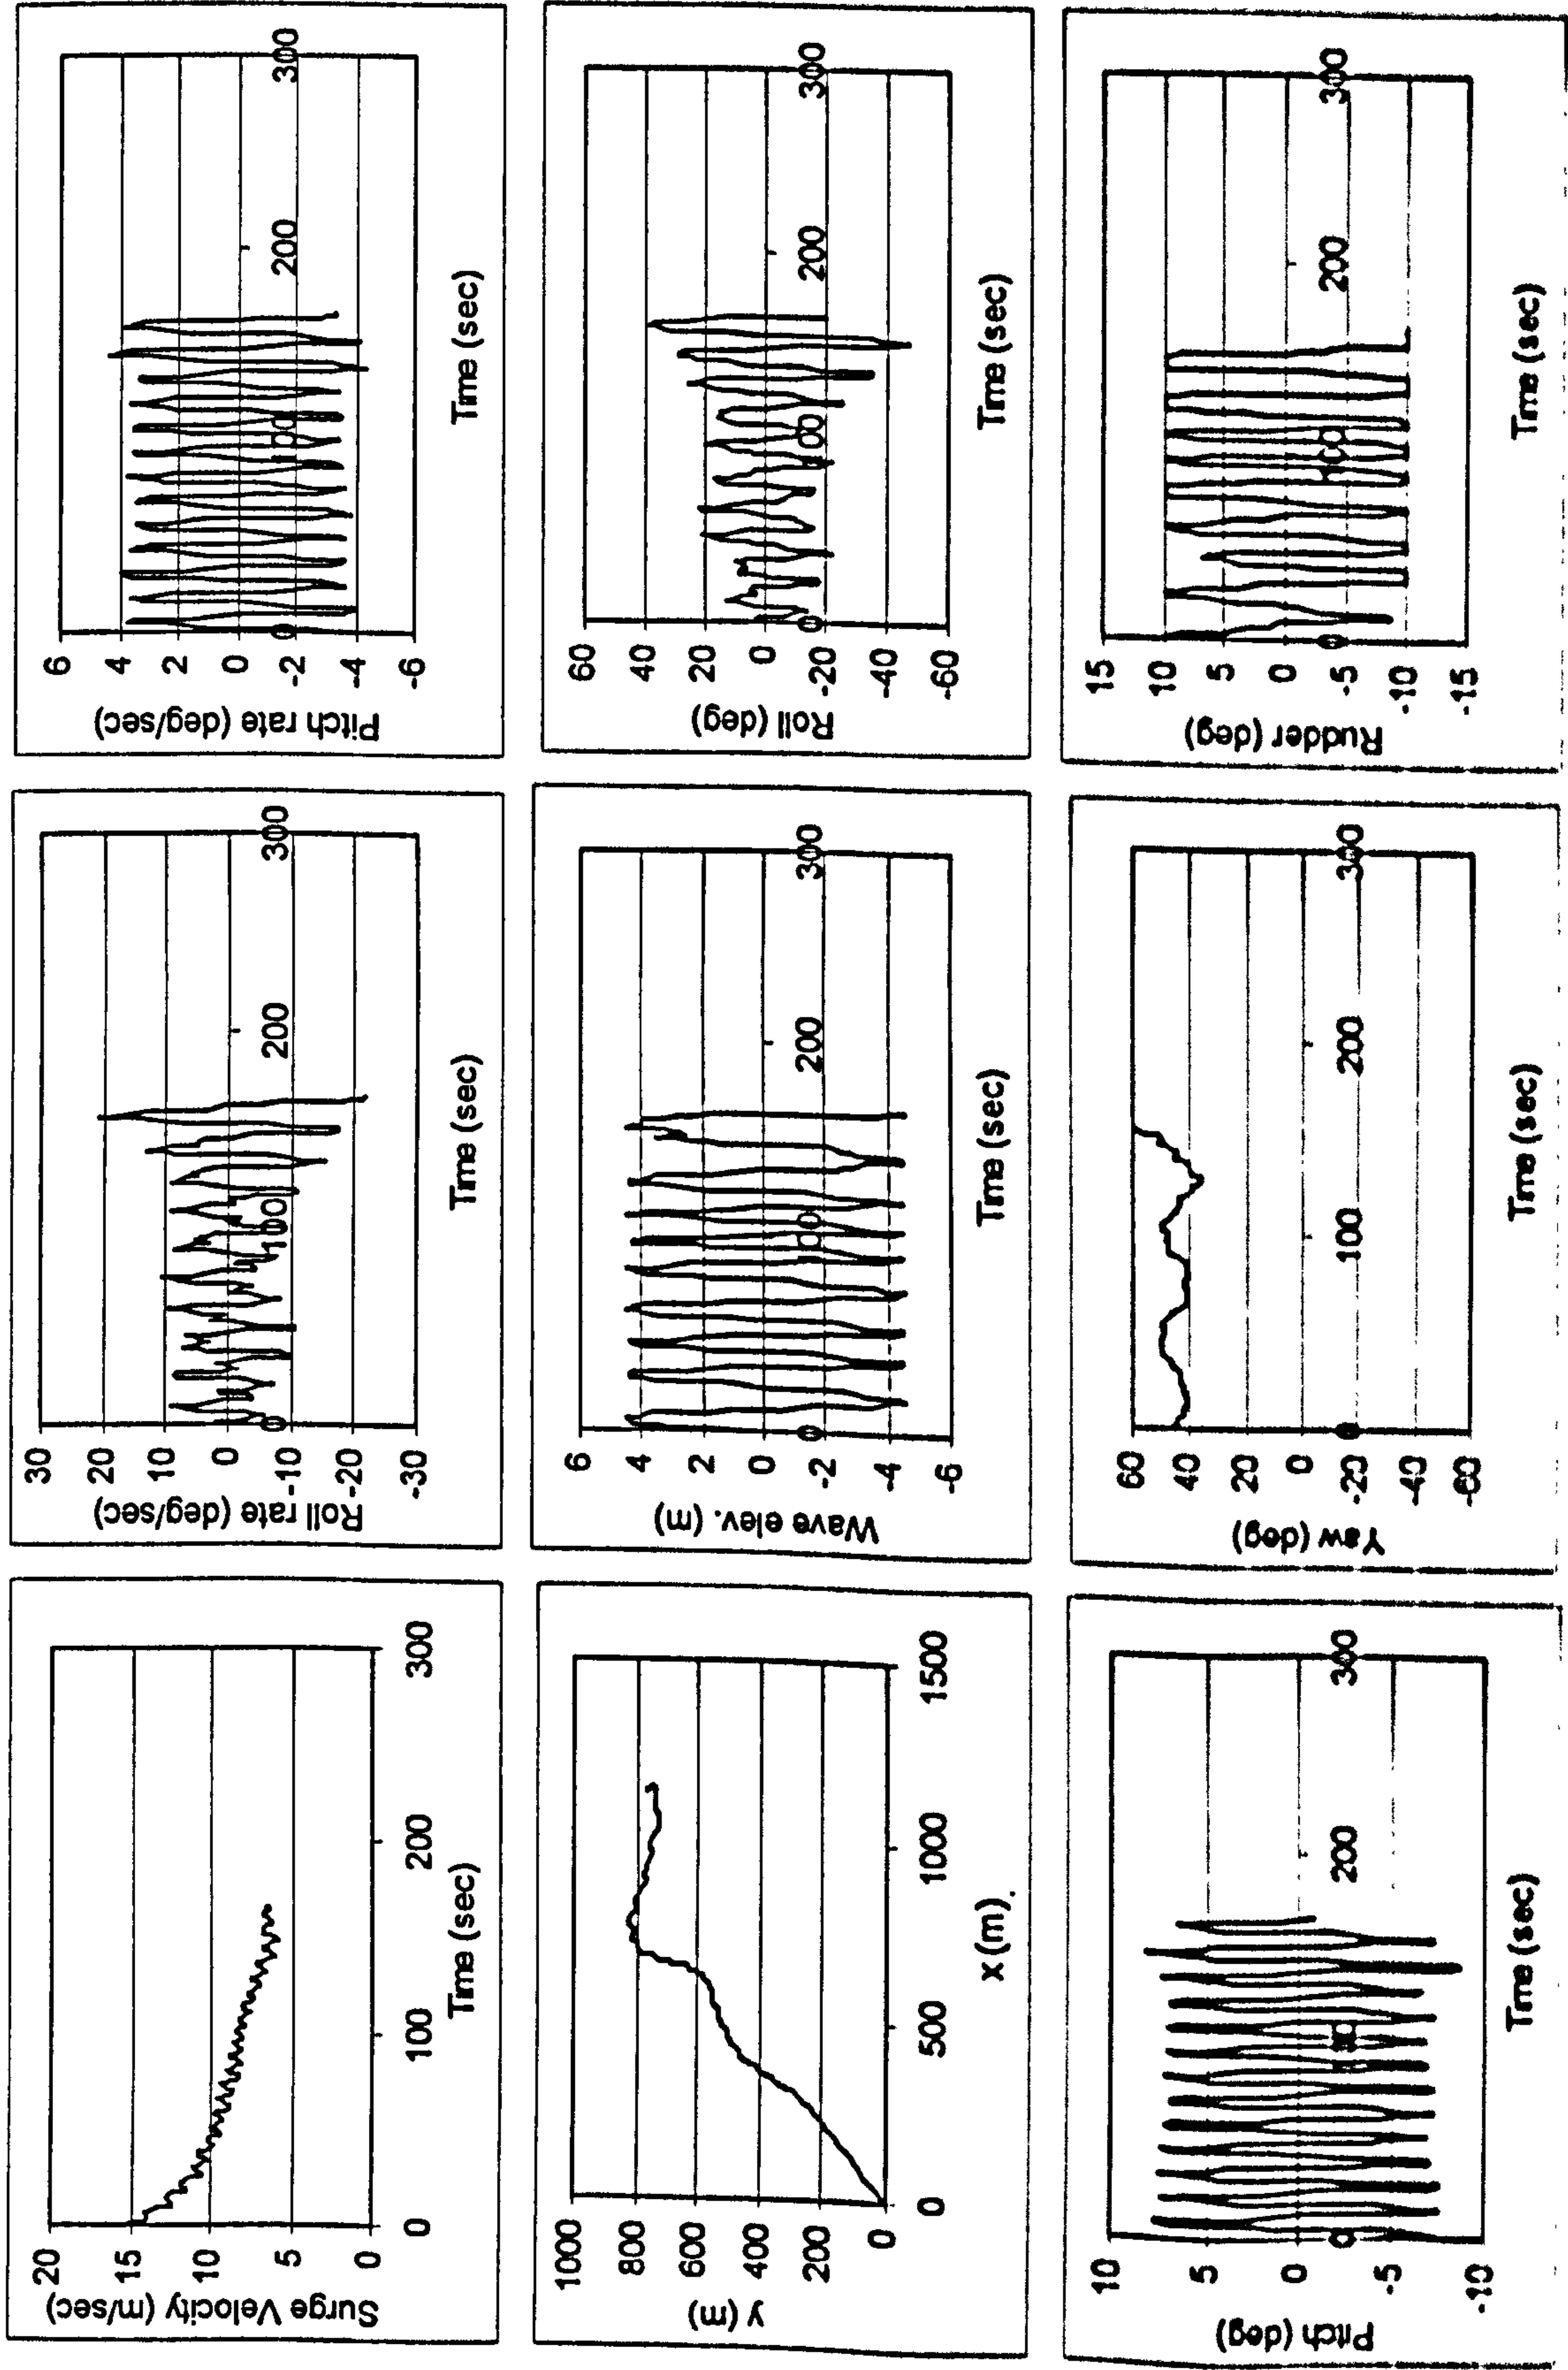 Surge Velocity (m/sec)
20
15
10
5
0
0 100 200 300
Time (sec)
Roll rate (deg/sec)
30
20
10
0
-10
-20
-30
0 100 200 300
Time (sec)
Pitch rate (deg/sec)
6
4
2
0
-2
-4
-6
0 100 200 300
Time (sec)
y (m)
1000
800
600
400
200
0
0 500 1000 1500
x (m)
Wave elev. (m)
6
4
2
0
-2
-4
-6
0 100 200 300
Time (sec)
Roll (deg)
60
40
20
0
-20
-40
-60
0 100 200 300
Time (sec)
Pitch (deg)
10
5
0
-5
-10
0 200 300
Time (sec)
Yaw (deg)
60
40
20
0
-20
-40
-60
0 100 200 300
Time (sec)
Rudder (deg)
15
10
5
0
-5
-10
-15
0 100 200 300
Time (sec)